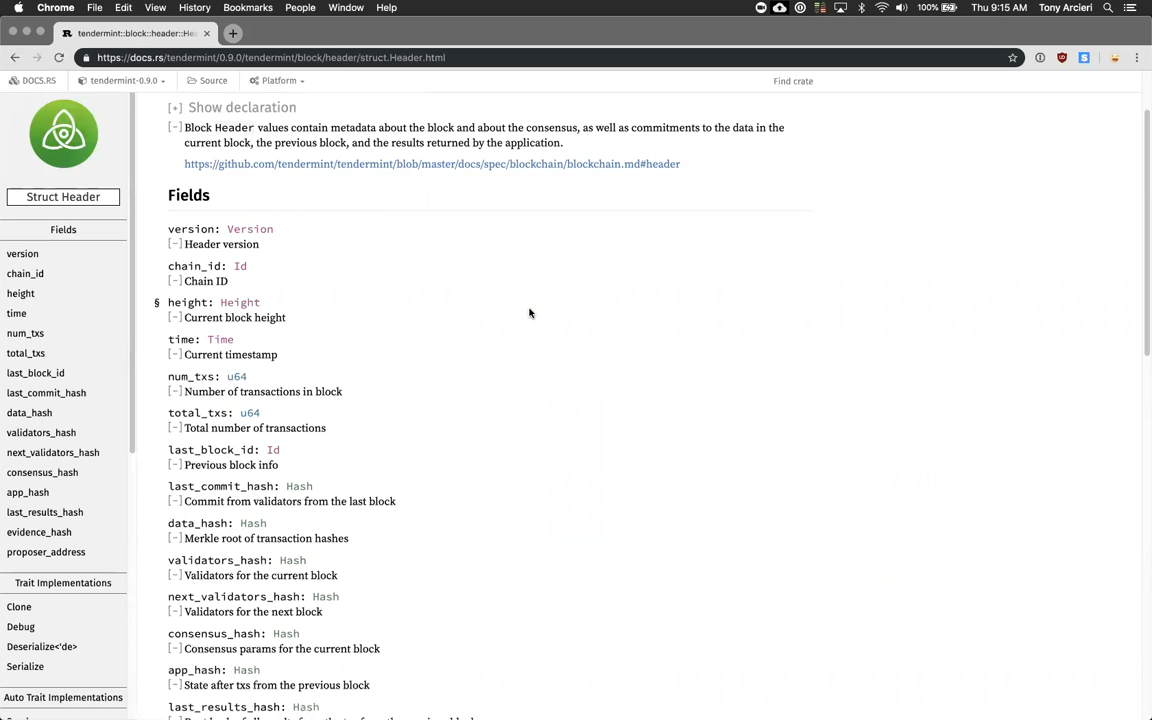 Chrome File Edit View History Bookmarks People Window Help 100% Thu 9:15 AM Tony Arcieri
tendermint::block::header::Hea
https://docs.rs/tendermint/0.9.0/tendermint/block/header/struct.Header.html
DOCS.RS tendermint-0.9.0 Source Platform Find crate
Struct Header
Fields
version
chain_id
height
time
num_txs
total_txs
last_block_id
last_commit_hash
data_hash
validators_hash
next_validators_hash
consensus_hash
app_hash
last_results_hash
evidence_hash
proposer_address
Trait Implementations
Clone
Debug
Deserialize<'de>
Serialize
Auto Trait Implementations
[+] Show declaration
[-] Block Header values contain metadata about the block and about the consensus, as well as commitments to the data in the
current block, the previous block, and the results returned by the application.
https://github.com/tendermint/tendermint/blob/master/docs/spec/blockchain/blockchain.md#header
Fields
version: Version
[-] Header version
chain_id: Id
[-] Chain ID
§ height: Height
[-] Current block height
time: Time
[-] Current timestamp
num_txs: u64
[-] Number of transactions in block
total_txs: u64
[-] Total number of transactions
last_block_id: Id
[-] Previous block info
last_commit_hash: Hash
[-] Commit from validators from the last block
data_hash: Hash
[-] Merkle root of transaction hashes
validators_hash: Hash
[-] Validators for the current block
next_validators_hash: Hash
[-] Validators for the next block
consensus_hash: Hash
[-] Consensus params for the current block
app_hash: Hash
[-] State after txs from the previous block
last_results_hash: Hash